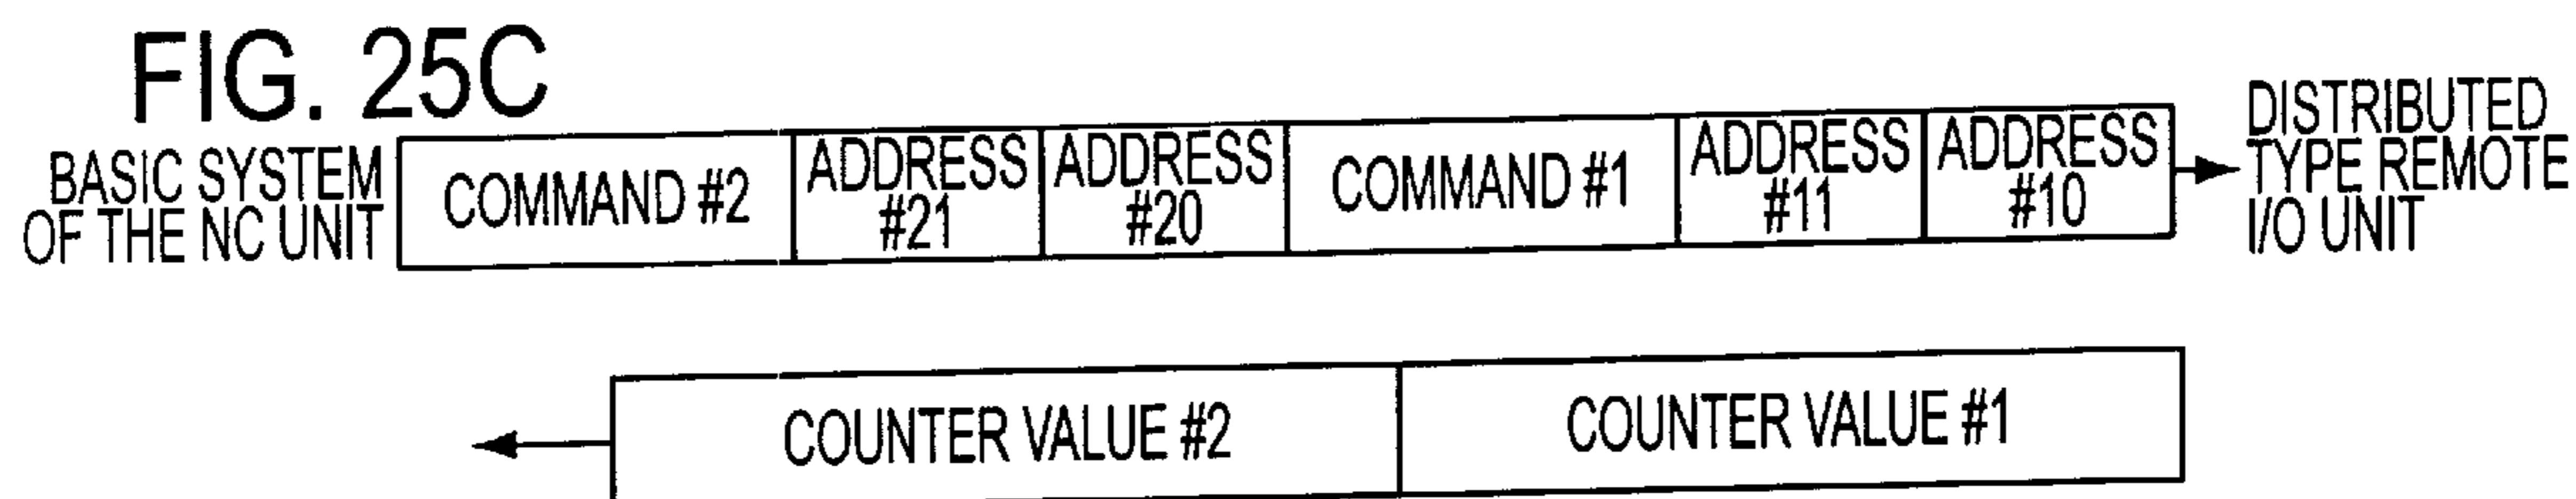 FIG. 25C
BASIC SYSTEM
OF THE NC UNIT
COMMAND #2
ADDRESS
#21
ADDRESS
#20
COMMAND #1
ADDRESS
#11
ADDRESS
#10
DISTRIBUTED
TYPE REMOTE
I/O UNIT
COUNTER VALUE #2
COUNTER VALUE #1